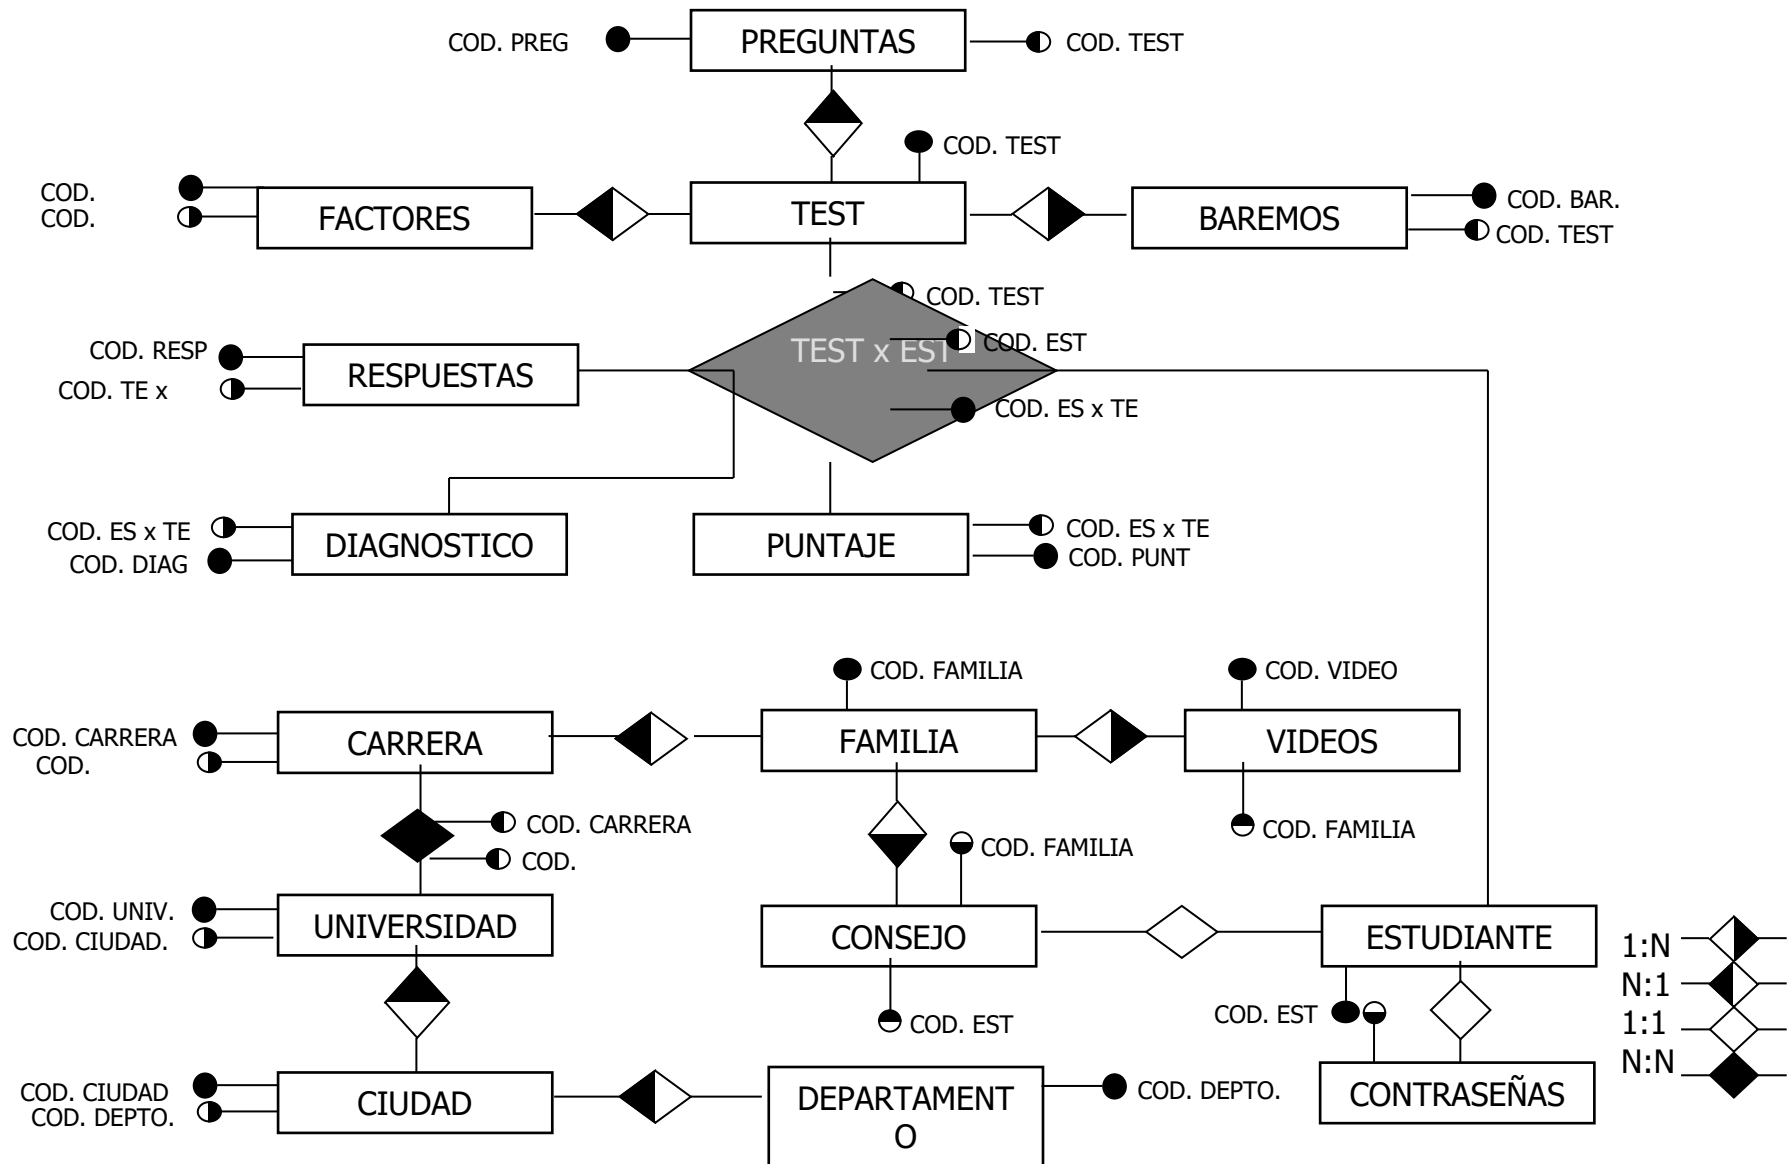 COD. PREG
PREGUNTAS
COD. TEST
COD. TEST
COD.
COD.
FACTORES
TEST
BAREMOS
COD. BAR.
COD. TEST
COD. TEST
TEST x EST
COD. EST
COD. RESP
COD. TE x
RESPUESTAS
COD. ES x TE
COD. ES x TE
COD. DIAG
DIAGNOSTICO
PUNTAJE
COD. ES x TE
COD. PUNT
COD. FAMILIA
COD. VIDEO
COD. CARRERA
COD.
CARRERA
FAMILIA
VIDEOS
COD. CARRERA
COD.
COD. FAMILIA
COD. FAMILIA
COD. UNIV.
COD. CIUDAD.
UNIVERSIDAD
CONSEJO
ESTUDIANTE
1:N
N:1
1:1
N:N
COD. EST
COD. EST
COD. CIUDAD
COD. DEPTO.
CIUDAD
DEPARTAMENT
O
COD. DEPTO.
CONTRASEÑAS